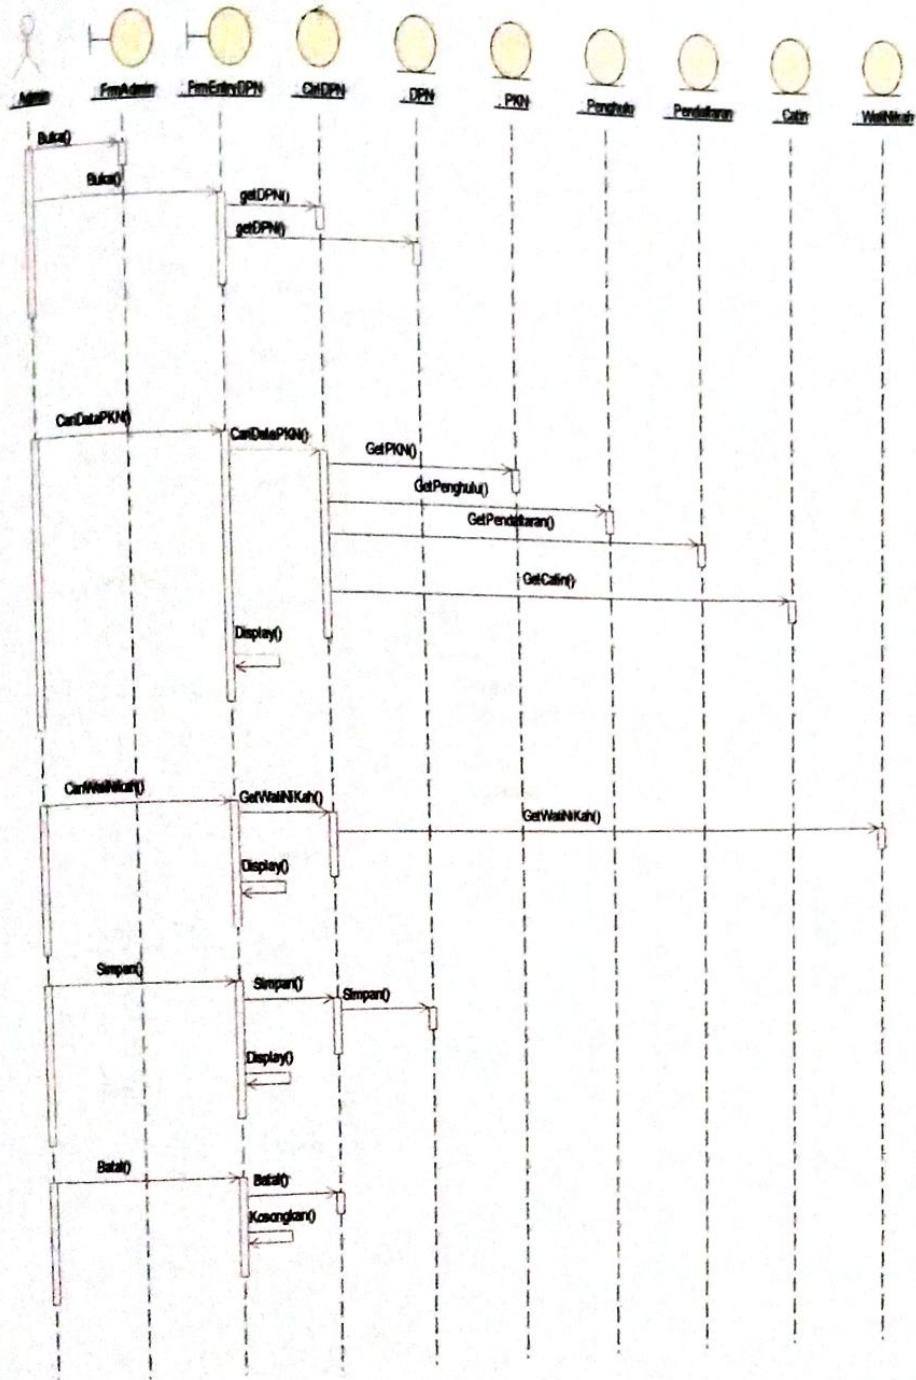 : Admin
: FrmAdmin
: FrmEntryDPN
: CtrlDPN
: DPN
: PKN
: Penghulu
: Pendaftaran
: Catin
: WaliNikah
Buka()
Buka()
getDPN()
getDPN()
CariDataPKN()
CariDataPKN()
GetPKN()
GetPenghulu()
GetPendaftaran()
GetCatin()
Display()
CariWaliNikah()
GetWaliNiKah()
GetWaliNiKah()
Display()
Simpan()
Simpan()
Simpan()
Display()
Batal()
Batal()
Kosongkan()